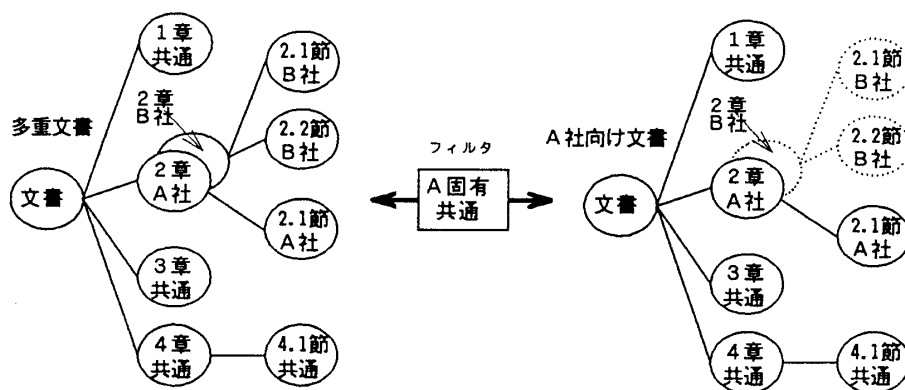 1章
共通
2.1節
B社
2章
B社
2.2節
B社
多重文書
文書
2章
A社
2.1節
A社
3章
共通
4章
共通
4.1節
共通
フィルタ
A固有
共通
A社向け文書
1章
共通
2.1節
B社
2章
B社
2.2節
B社
文書
2章
A社
2.1節
A社
3章
共通
4章
共通
4.1節
共通